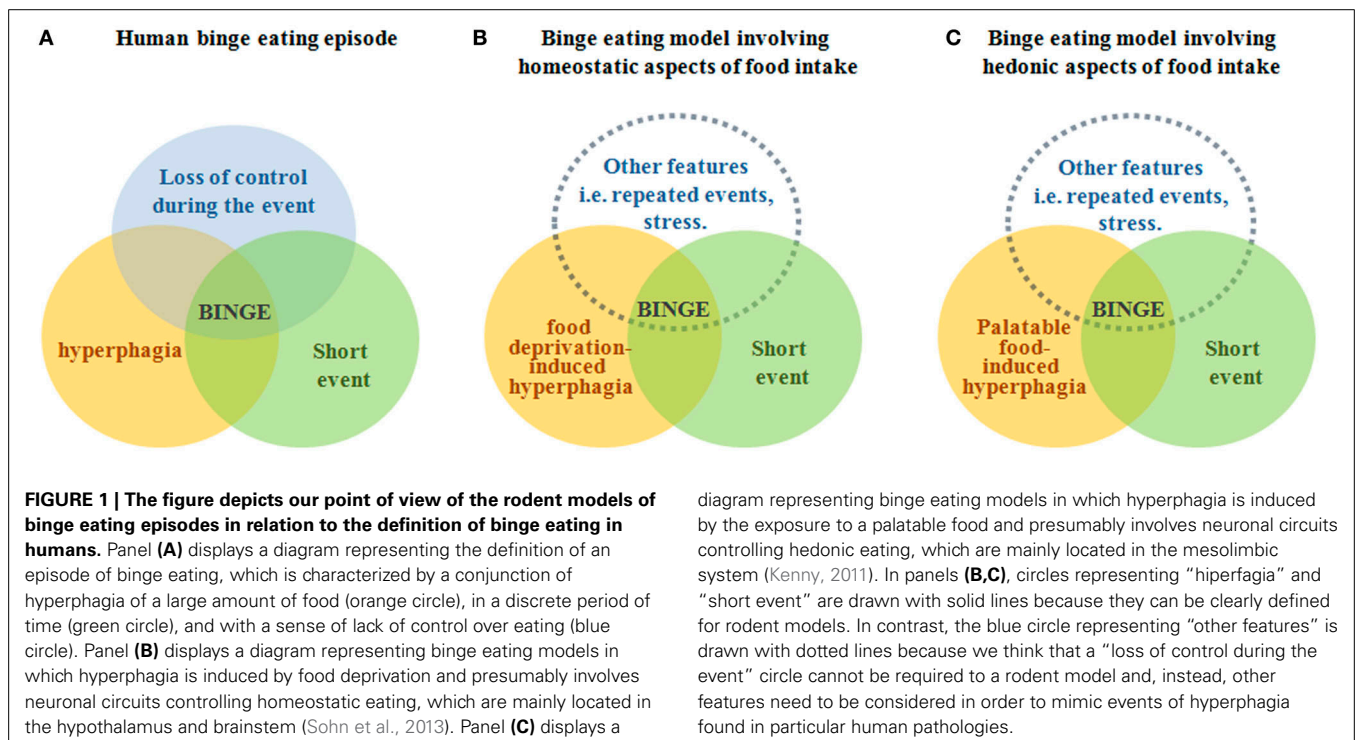 A Human binge eating episode
Loss of control
during the event
hyperphagia
BINGE
Short
event
B Binge eating model involving
homeostatic aspects of food intake
Other features
i.e. repeated events,
stress.
food
deprivation-
induced
hyperphagia
BINGE
Short
event
C Binge eating model involving
hedonic aspects of food intake
Other features
i.e. repeated events,
stress.
Palatable
food-
induced
hyperphagia
BINGE
Short
event
FIGURE 1 | The figure depicts our point of view of the rodent models of
binge eating episodes in relation to the definition of binge eating in
humans. Panel (A) displays a diagram representing the definition of an
episode of binge eating, which is characterized by a conjunction of
hyperphagia of a large amount of food (orange circle), in a discrete period of
time (green circle), and with a sense of lack of control over eating (blue
circle). Panel (B) displays a diagram representing binge eating models in
which hyperphagia is induced by food deprivation and presumably involves
neuronal circuits controlling homeostatic eating, which are mainly located in
the hypothalamus and brainstem (Sohn et al., 2013). Panel (C) displays a
diagram representing binge eating models in which hyperphagia is induced
by the exposure to a palatable food and presumably involves neuronal circuits
controlling hedonic eating, which are mainly located in the mesolimbic
system (Kenny, 2011). In panels (B,C), circles representing “hiperfagia” and
“short event” are drawn with solid lines because they can be clearly defined
for rodent models. In contrast, the blue circle representing “other features” is
drawn with dotted lines because we think that a “loss of control during the
event” circle cannot be required to a rodent model and, instead, other
features need to be considered in order to mimic events of hyperphagia
found in particular human pathologies.